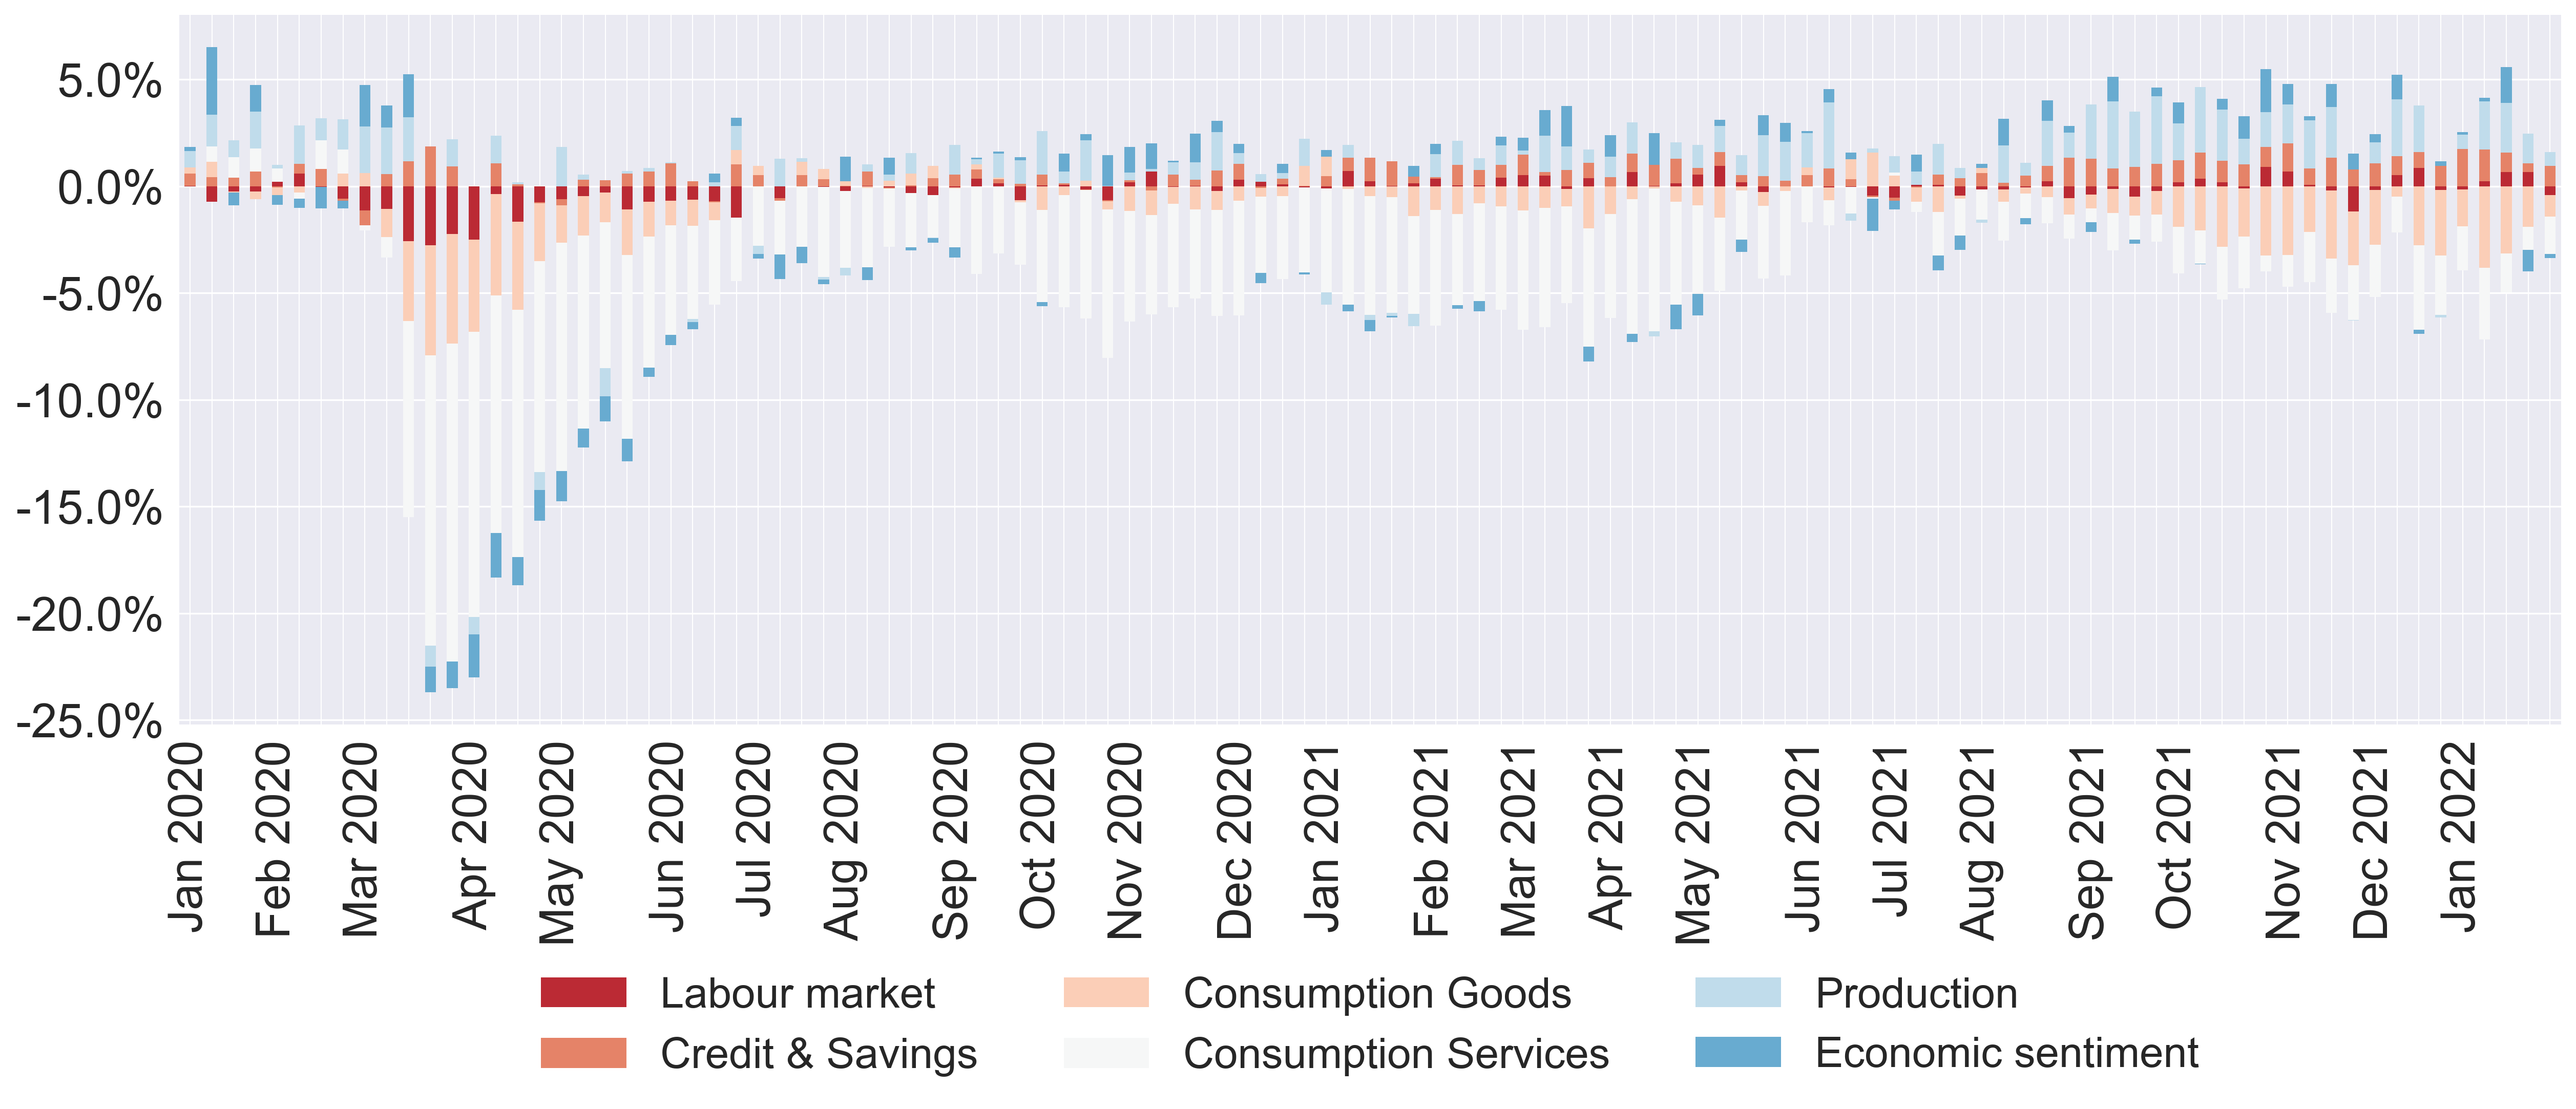 5.0%
0.0%
-5.0%
-10.0%
-15.0%
-20.0%
-25.0%
Jan 2020
Feb 2020
Mar 2020
Apr 2020
May 2020
Jun 2020
Jul 2020
Aug 2020
Sep 2020
Oct 2020
Nov 2020
Dec 2020
Jan 2021
Feb 2021
Mar 2021
Apr 2021
May 2021
Jun 2021
Jul 2021
Aug 2021
Sep 2021
Oct 2021
Nov 2021
Dec 2021
Jan 2022
Labour market
Consumption Goods
Production
Credit & Savings
Consumption Services
Economic sentiment